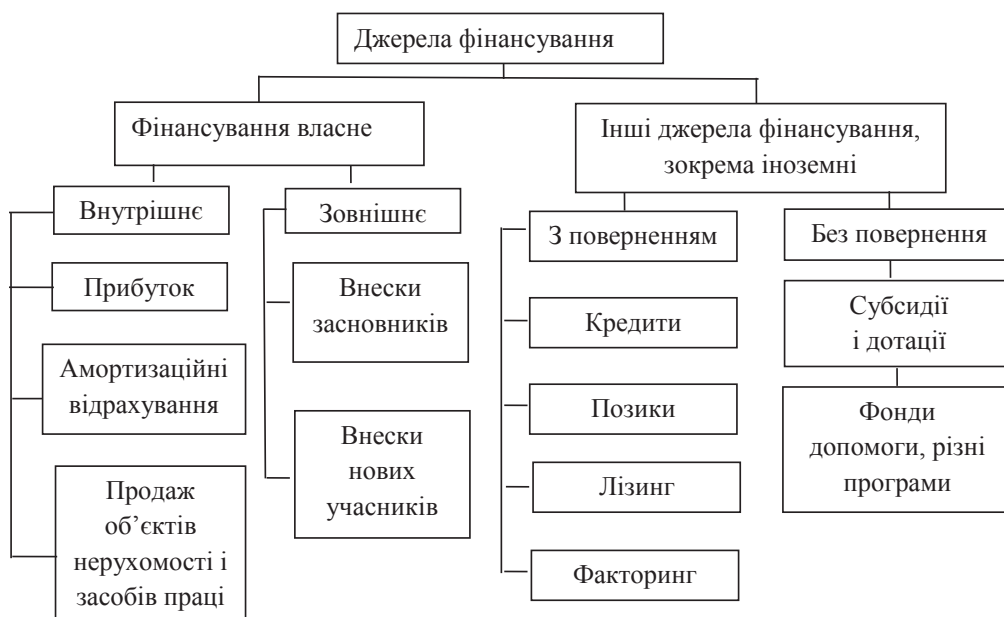 Джерела фінансування
Фінансування власне
Інші джерела фінансування,
зокрема іноземні
Внутрішнє
Прибуток
Амортизаційні
відрахування
Продаж
об’єктів
нерухомості і
засобів праці
Зовнішнє
Внески
засновників
Внески
нових
учасників
З поверненням
Кредити
Позики
Лізинг
Факторинг
Без повернення
Субсидії
і дотації
Фонди
допомоги, різні
програми